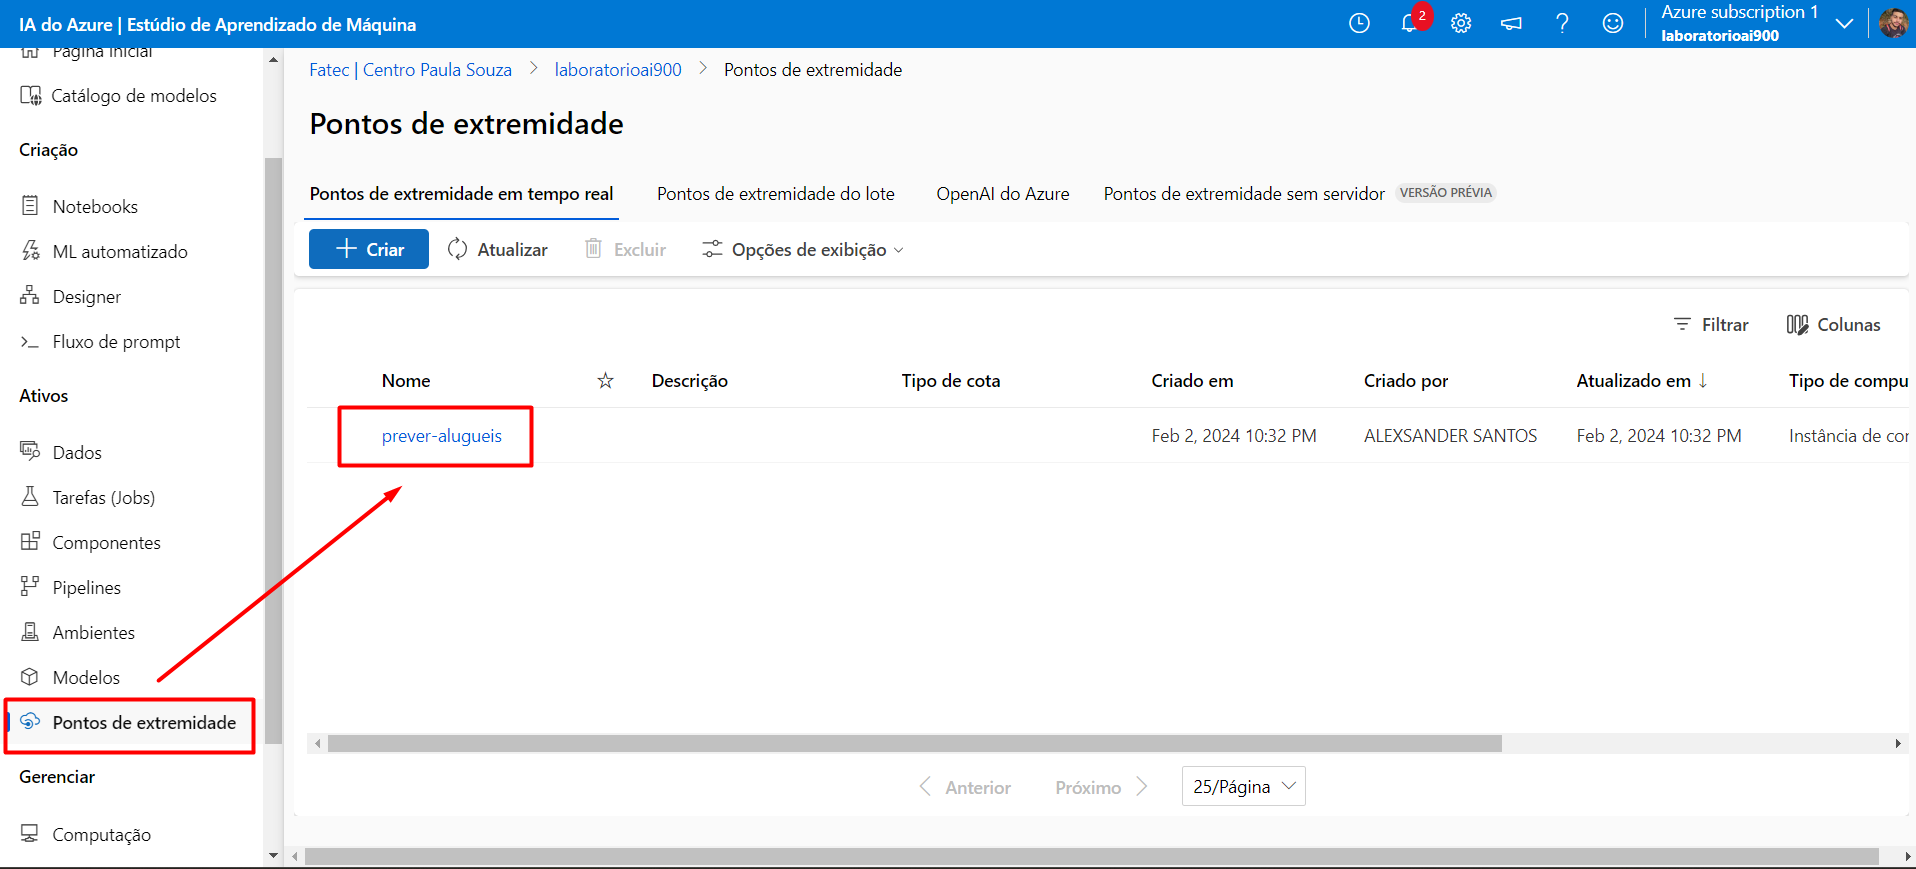 IA do Azure | Estúdio de Aprendizado de Máquina
2
Azure subscription 1
laboratorioai900
Página inicial
Catálogo de modelos
Criação
Notebooks
ML automatizado
Designer
Fluxo de prompt
Ativos
Dados
Tarefas (Jobs)
Componentes
Pipelines
Ambientes
Modelos
Pontos de extremidade
Gerenciar
Computação
Fatec | Centro Paula Souza > laboratorioai900 > Pontos de extremidade
Pontos de extremidade
Pontos de extremidade em tempo real Pontos de extremidade do lote OpenAI do Azure Pontos de extremidade sem servidor VERSÃO PRÉVIA
Criar Atualizar Excluir Opções de exibição
Filtrar Colunas
Nome Descrição Tipo de cota Criado em Criado por Atualizado em ↓ Tipo de compu
prever-alugueis Feb 2, 2024 10:32 PM ALEXSANDER SANTOS Feb 2, 2024 10:32 PM Instância de cor
Anterior Próximo 25/Página